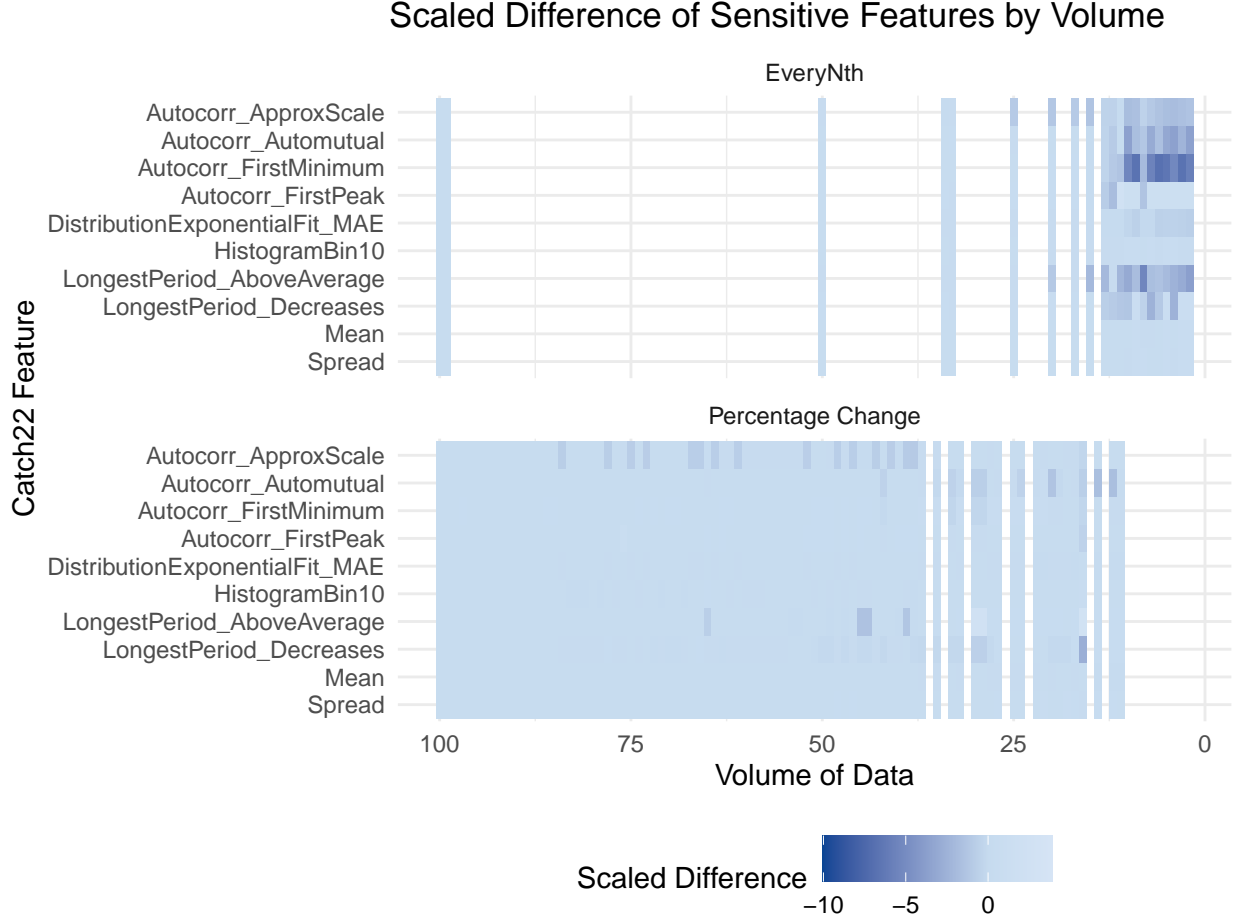 Scaled Difference of Sensitive Features by Volume
EveryNth
Autocorr_ApproxScale
Autocorr_Automutual
Autocorr_FirstMinimum
Autocorr_FirstPeak
DistributionExponentialFit_MAE
HistogramBin10
LongestPeriod_AboveAverage
LongestPeriod_Decreases
Mean
Spread
Catch22 Feature
Percentage Change
Autocorr_ApproxScale
Autocorr_Automutual
Autocorr_FirstMinimum
Autocorr_FirstPeak
DistributionExponentialFit_MAE
HistogramBin10
LongestPeriod_AboveAverage
LongestPeriod_Decreases
Mean
Spread
100 75 50 25 0
Volume of Data
Scaled Difference
−10 −5 0